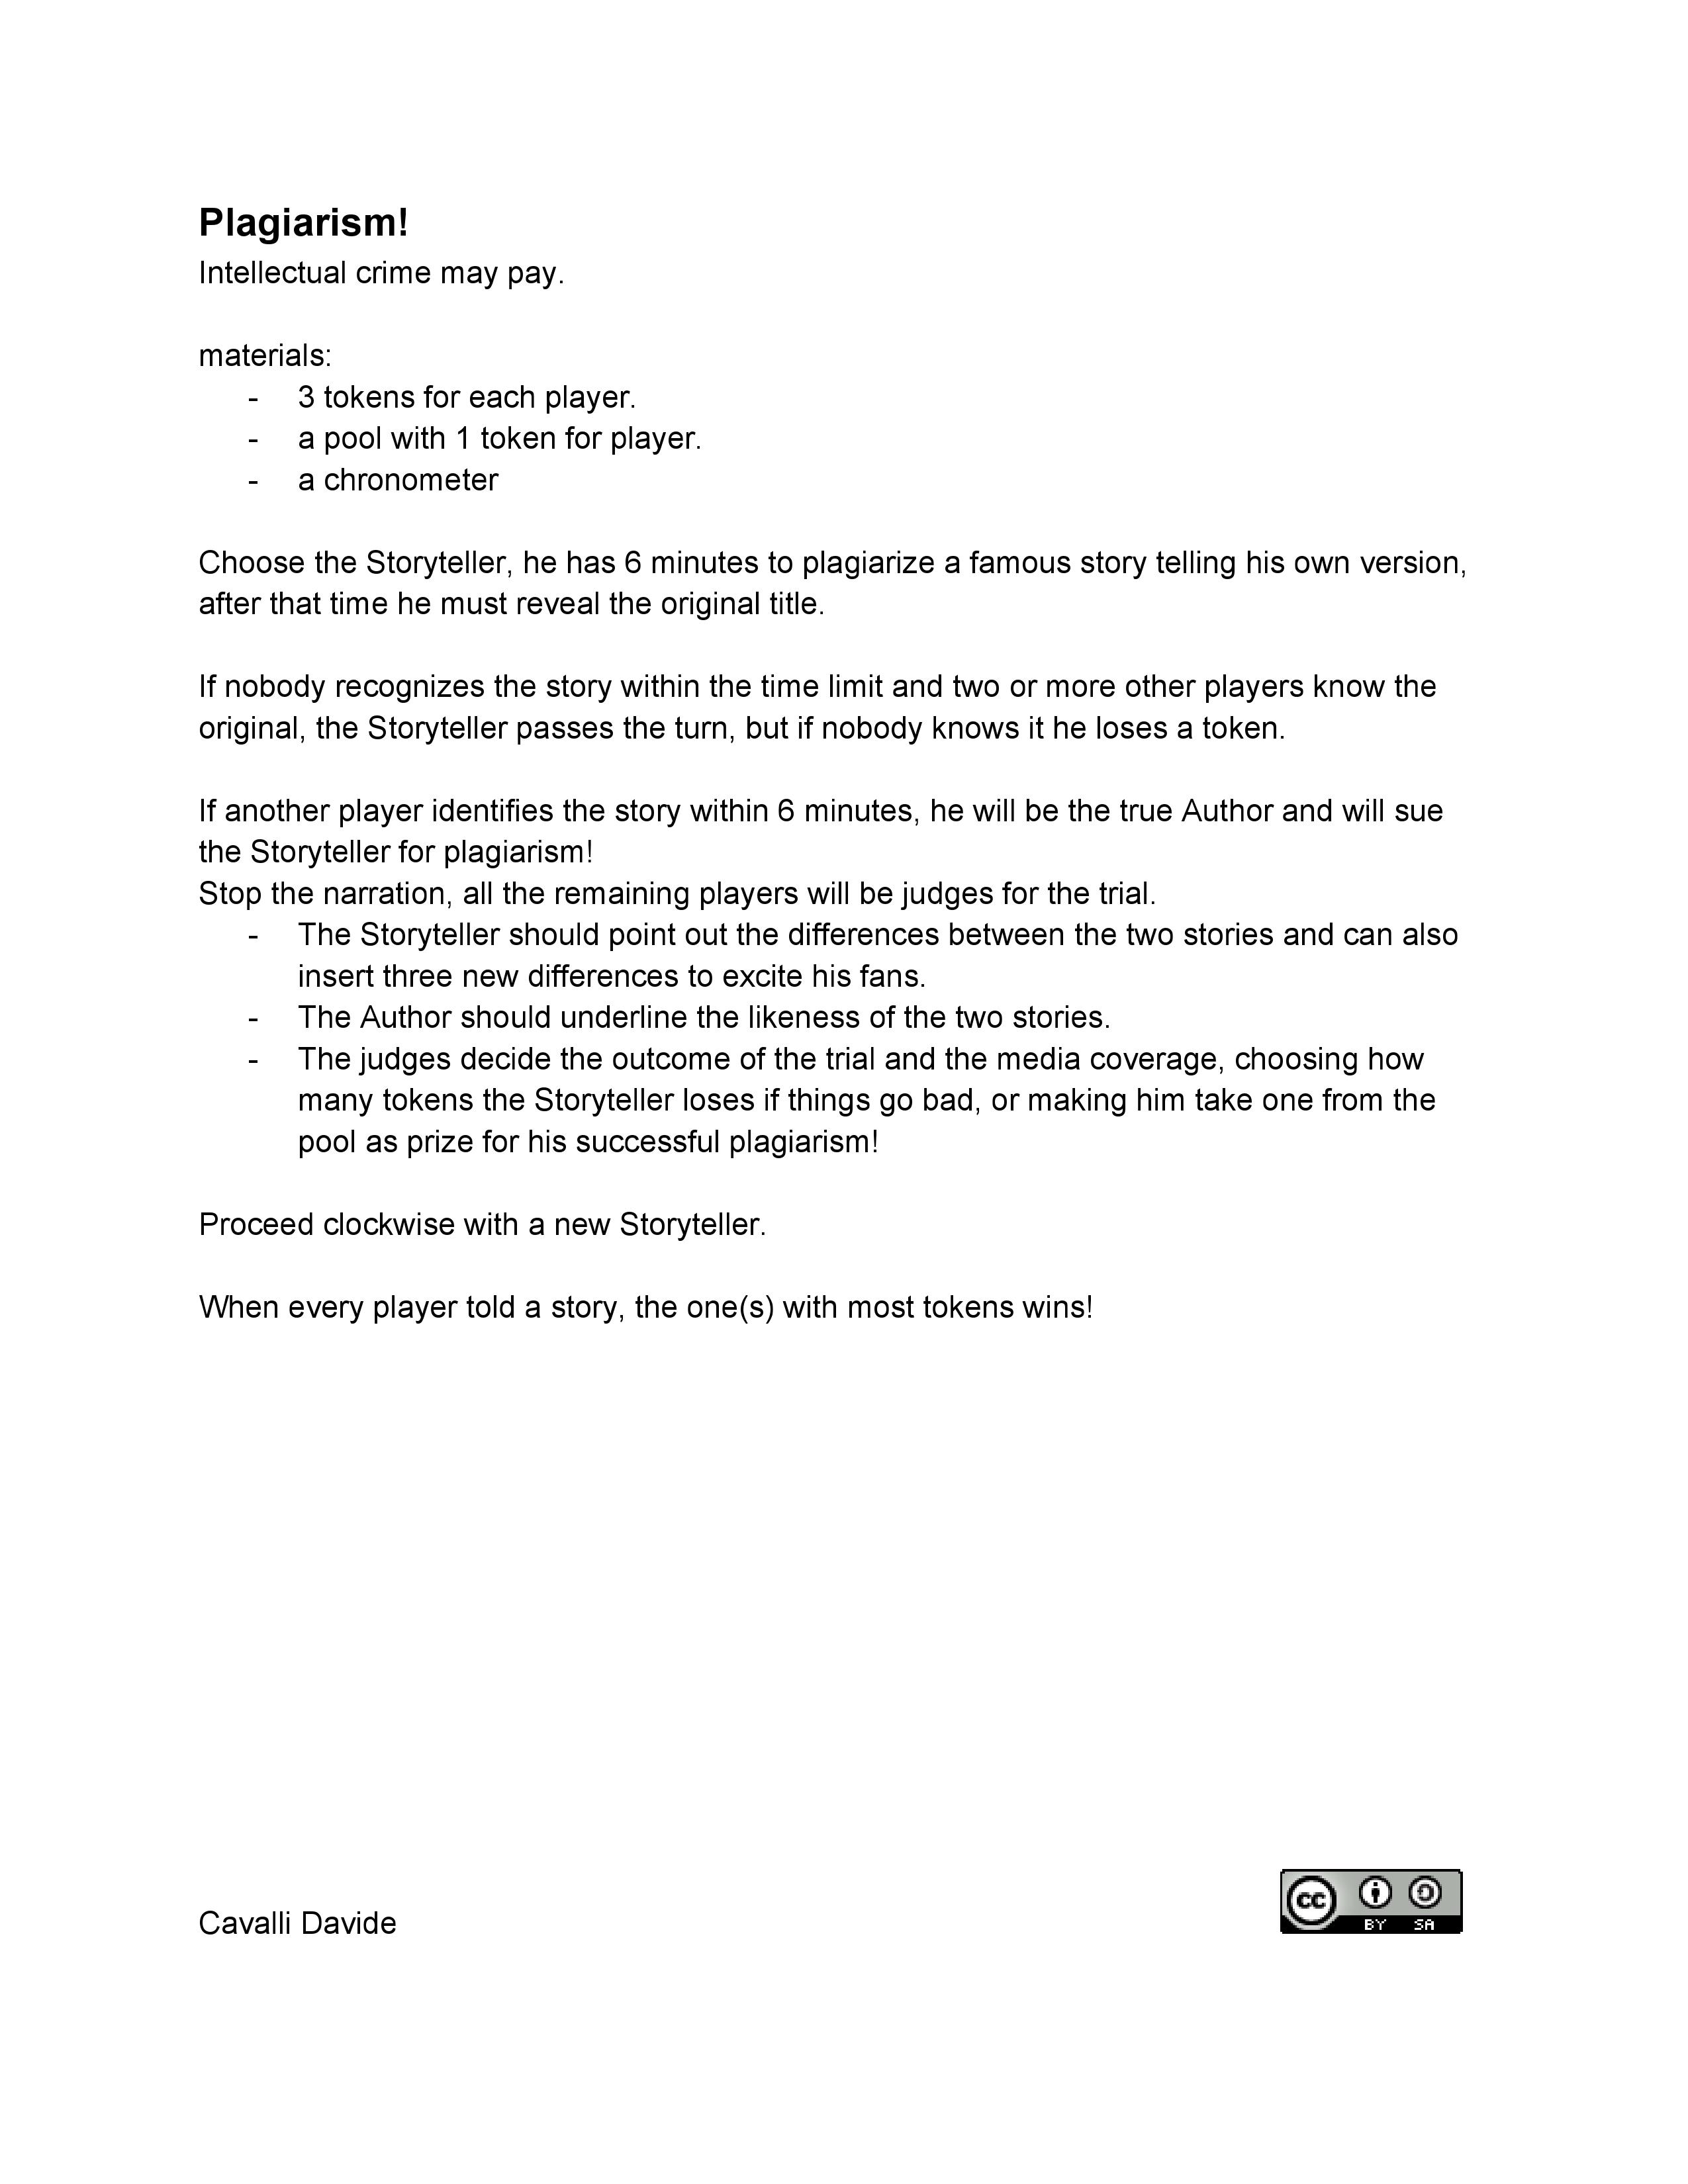 Plagiarism!
Intellectual crime may pay.
materials:
- 3 tokens for each player.
- a pool with 1 token for player.
- a chronometer
Choose the Storyteller, he has 6 minutes to plagiarize a famous story telling his own version,
after that time he must reveal the original title.
If nobody recognizes the story within the time limit and two or more other players know the
original, the Storyteller passes the turn, but if nobody knows it he loses a token.
If another player identifies the story within 6 minutes, he will be the true Author and will sue
the Storyteller for plagiarism!
Stop the narration, all the remaining players will be judges for the trial.
- The Storyteller should point out the differences between the two stories and can also
insert three new differences to excite his fans.
- The Author should underline the likeness of the two stories.
- The judges decide the outcome of the trial and the media coverage, choosing how
many tokens the Storyteller loses if things go bad, or making him take one from the
pool as prize for his successful plagiarism!
Proceed clockwise with a new Storyteller.
When every player told a story, the one(s) with most tokens wins!
Cavalli Davide
cc
BY SA